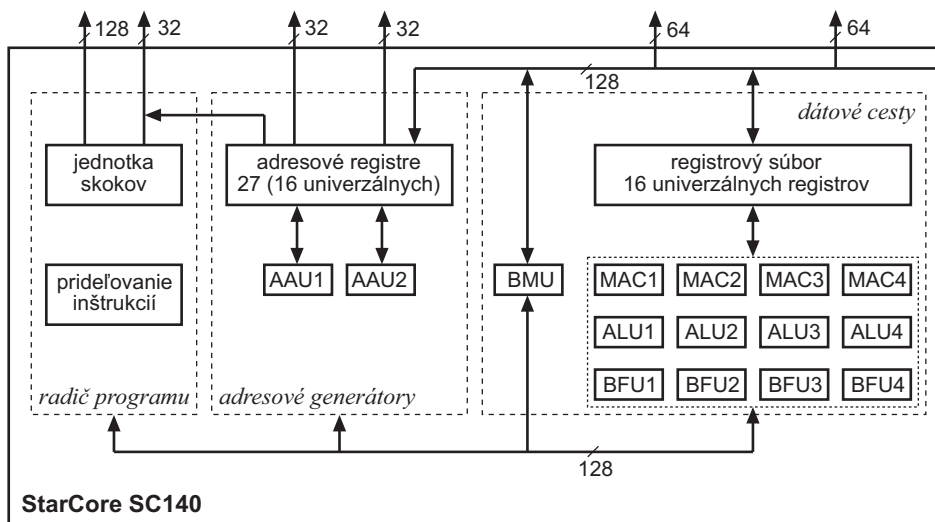 128
32
32
32
64
64
128
dátové cesty
jednotka
skokov
adresové registre
27 (16 univerzálnych)
registrový súbor
16 univerzálnych registrov
prideľovanie
inštrukcií
AAU1
AAU2
BMU
MAC1
MAC2
MAC3
MAC4
ALU1
ALU2
ALU3
ALU4
BFU1
BFU2
BFU3
BFU4
radič programu
adresové generátory
128
StarCore SC140